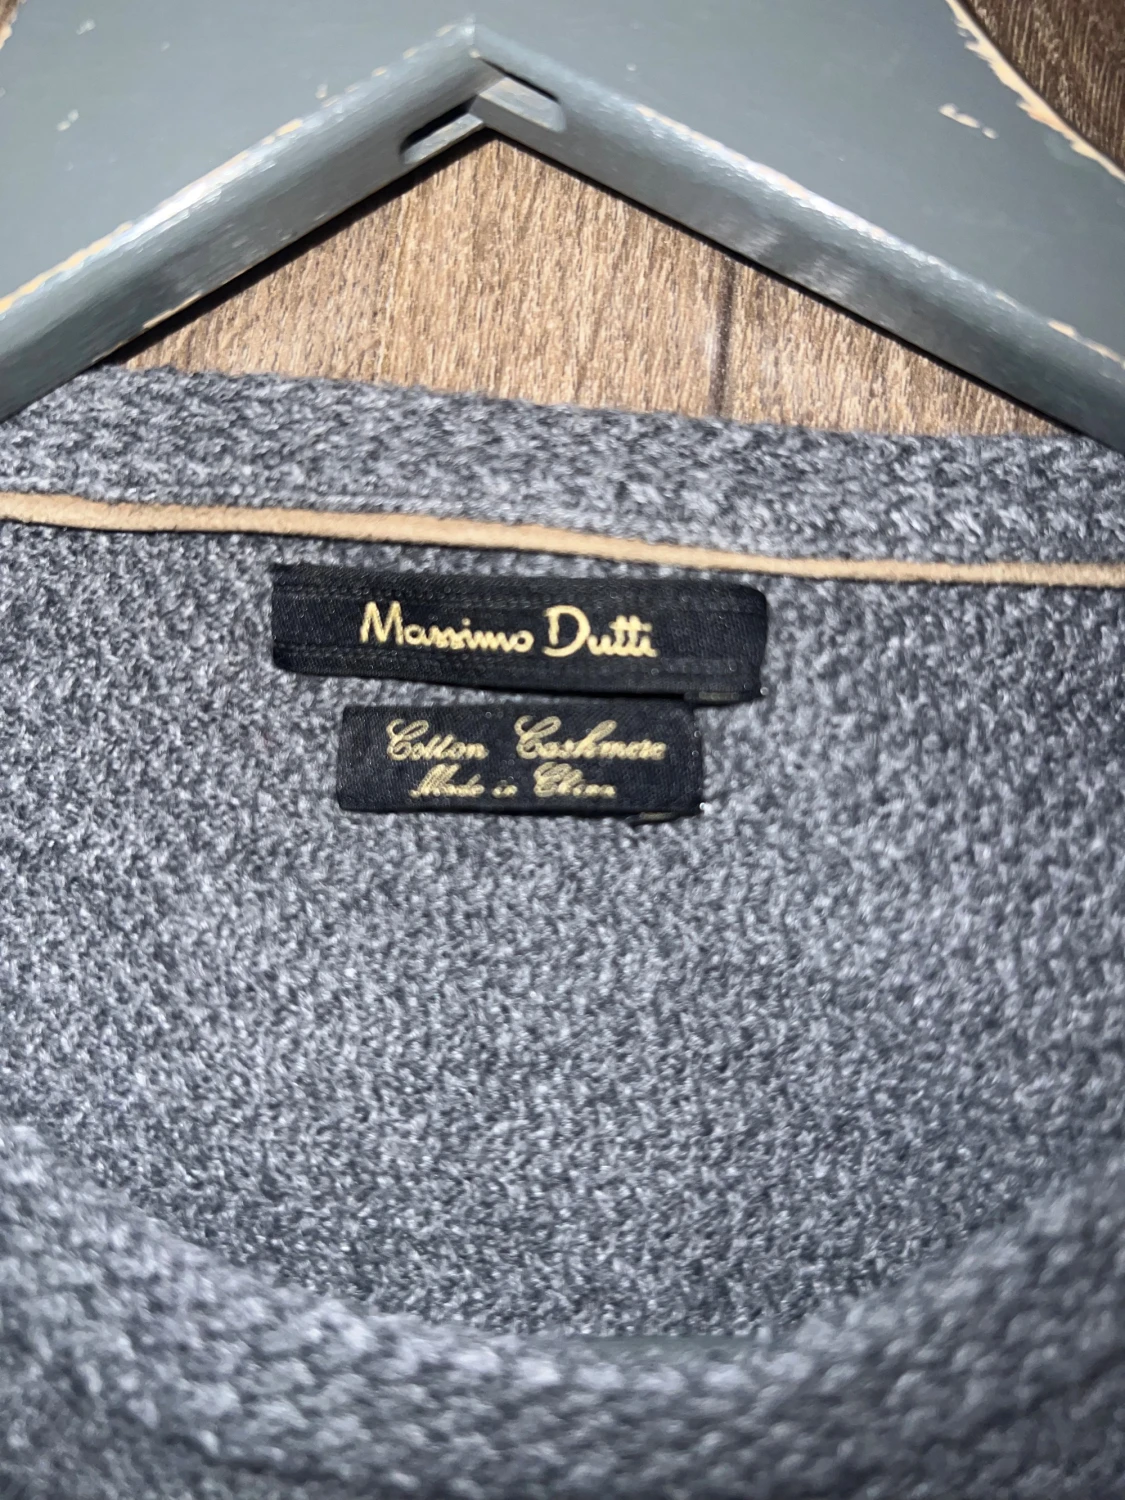 Massimo Dutti
Cotton Cashmere
Made in China